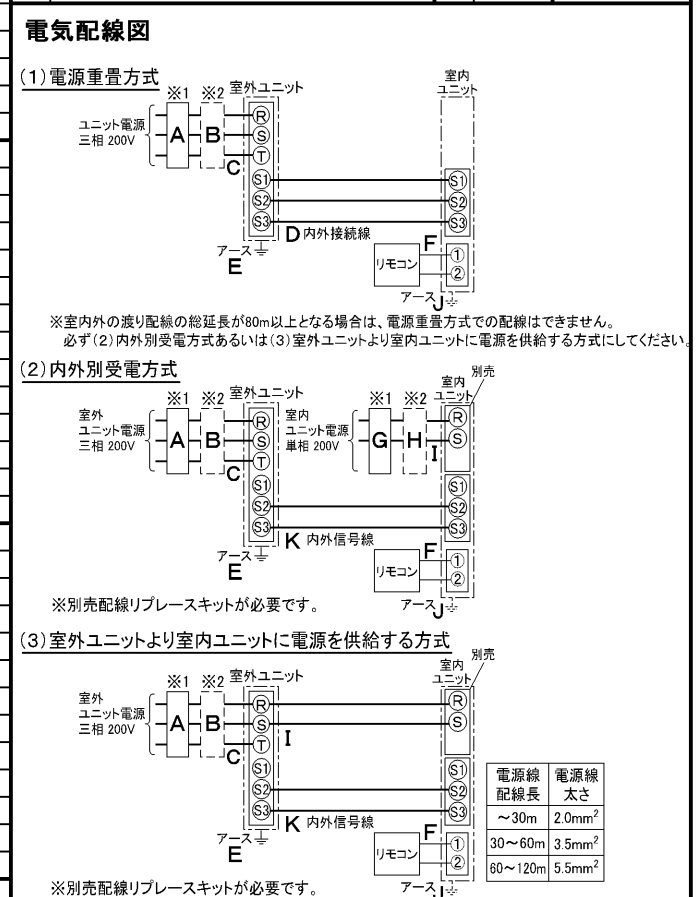 電気配線図
(1)電源重畳方式
※1 ※2 室外ユニット
室内
ユニット
ユニット電源
三相 200V
A B
C
R
S
T
S1
S2
S3
S1
S2
S3
D 内外接続線
アース
E
リモコン
F
1
2
アース J
※室内外の渡り配線の総延長が80m以上となる場合は、電源重畳方式での配線はできません。
必ず(2)内外別受電方式あるいは(3)室外ユニットより室内ユニットに電源を供給する方式にしてください。
(2)内外別受電方式
※1 ※2 室外ユニット
室外
ユニット電源
三相 200V
A B
C
R
S
T
S1
S2
S3
室内
ユニット電源
単相 200V
※1 ※2
G H
I
室内
ユニット
別売
R
S
S1
S2
S3
K 内外信号線
アース
E
リモコン
F
1
2
アース J
※別売配線リプレースキットが必要です。
(3)室外ユニットより室内ユニットに電源を供給する方式
※1 ※2 室外ユニット
室外
ユニット電源
三相 200V
A B
C
R
S
T
S1
S2
S3
I
室内
ユニット
別売
R
S
S1
S2
S3
K 内外信号線
アース
E
リモコン
F
1
2
アース J
※別売配線リプレースキットが必要です。
電源線配線長 電源線太さ
～30m 2.0mm²
30～60m 3.5mm²
60～120m 5.5mm²